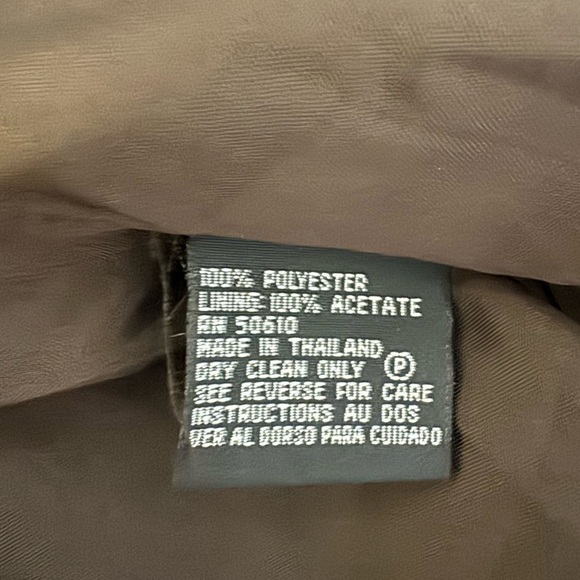 100% POLYESTER
LINING: 100% ACETATE
RN 50610
MADE IN THAILAND
DRY CLEAN ONLY Ⓟ
SEE REVERSE FOR CARE
INSTRUCTIONS AU DOS
VER AL DORSO PARA CUIDADO